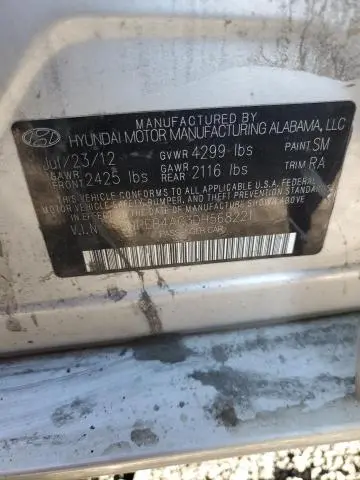 MANUFACTURED BY
HYUNDAI MOTOR MANUFACTURING ALABAMA, LLC
Jul/23/12 GVWR 4299 lbs PAINT SM
GAWR FRONT 2425 lbs GAWR REAR 2116 lbs TRIM RA
THIS VEHICLE CONFORMS TO ALL APPLICABLE U.S.A. FEDERAL
MOTOR VEHICLE SAFETY, BUMPER, AND THEFT PREVENTION STANDARDS
IN EFFECT ON THE DATE OF MANUFACTURE SHOWN ABOVE
V.I.N.
PASSENGER CAR